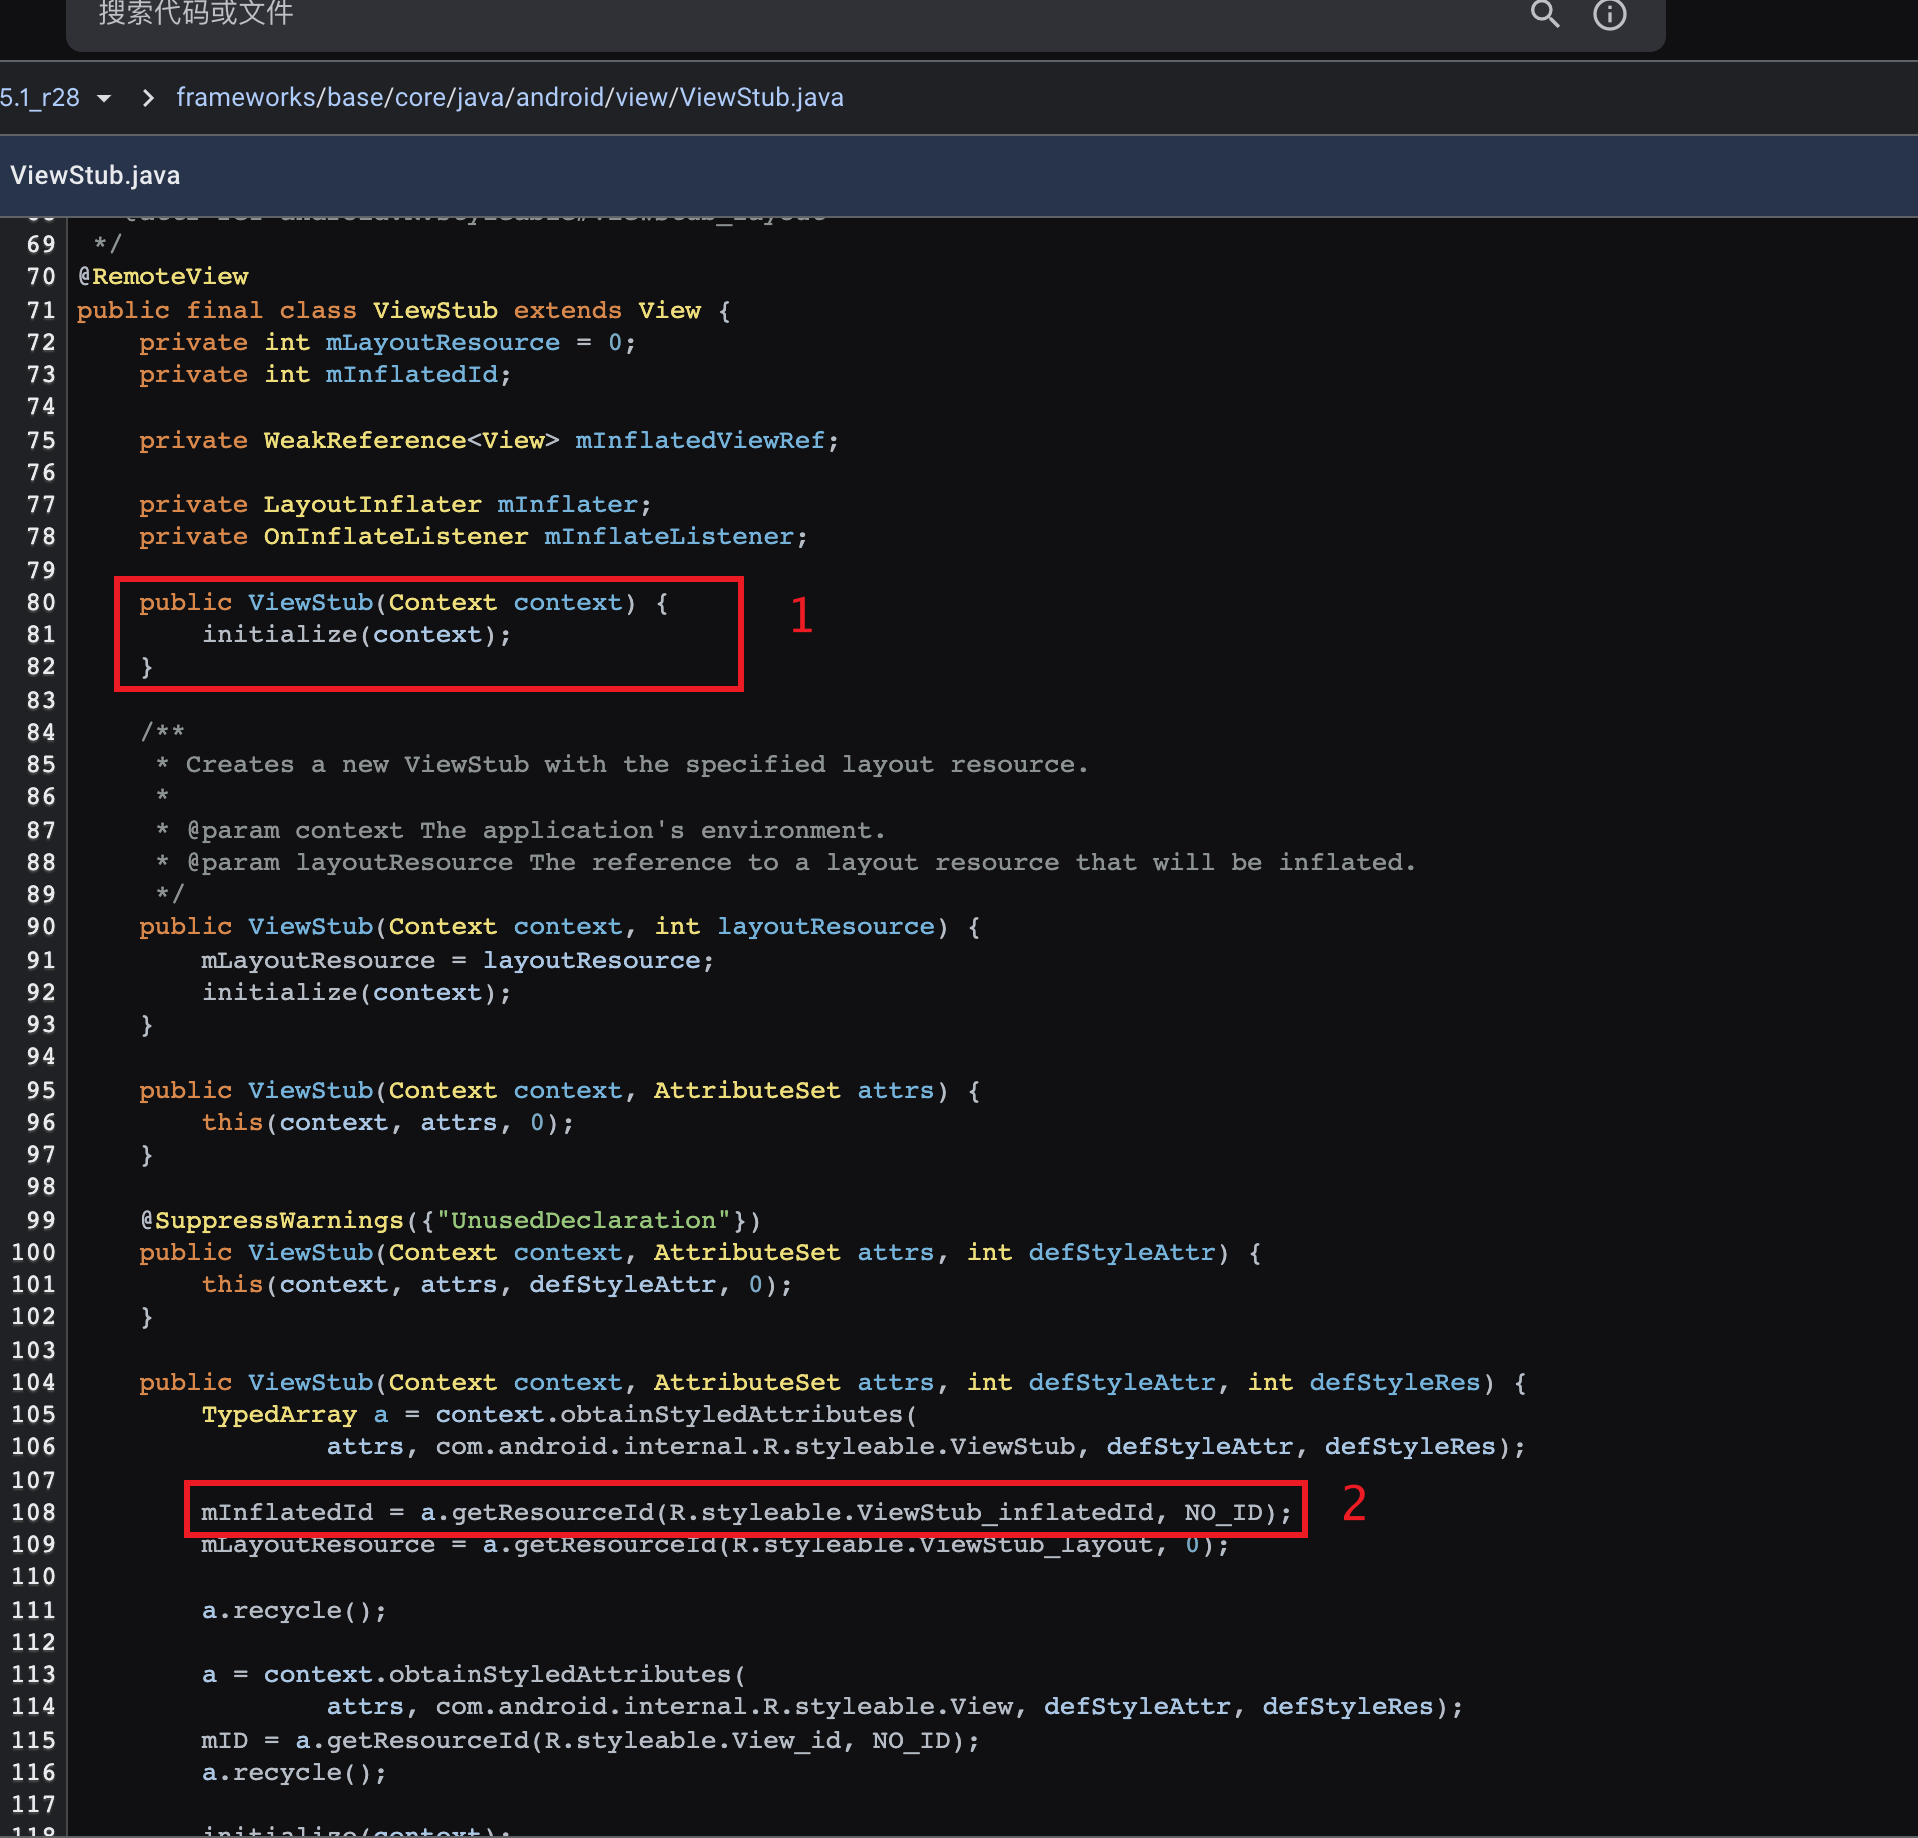 搜索代码或文件
5.1_r28 > frameworks/base/core/java/android/view/ViewStub.java
ViewStub.java
69  */
70 @RemoteView
71 public final class ViewStub extends View {
72     private int mLayoutResource = 0;
73     private int mInflatedId;
74
75     private WeakReference<View> mInflatedViewRef;
76
77     private LayoutInflater mInflater;
78     private OnInflateListener mInflateListener;
79
80     public ViewStub(Context context) {
1
81         initialize(context);
82     }
83
84     /**
85      * Creates a new ViewStub with the specified layout resource.
86      *
87      * @param context The application's environment.
88      * @param layoutResource The reference to a layout resource that will be inflated.
89      */
90     public ViewStub(Context context, int layoutResource) {
91         mLayoutResource = layoutResource;
92         initialize(context);
93     }
94
95     public ViewStub(Context context, AttributeSet attrs) {
96         this(context, attrs, 0);
97     }
98
99     @SuppressWarnings({"UnusedDeclaration"})
100     public ViewStub(Context context, AttributeSet attrs, int defStyleAttr) {
101         this(context, attrs, defStyleAttr, 0);
102     }
103
104     public ViewStub(Context context, AttributeSet attrs, int defStyleAttr, int defStyleRes) {
105         TypedArray a = context.obtainStyledAttributes(
106                 attrs, com.android.internal.R.styleable.ViewStub, defStyleAttr, defStyleRes);
107
108         mInflatedId = a.getResourceId(R.styleable.ViewStub_inflatedId, NO_ID);
2
109         mLayoutResource = a.getResourceId(R.styleable.ViewStub_layout, 0);
110
111         a.recycle();
112
113         a = context.obtainStyledAttributes(
114                 attrs, com.android.internal.R.styleable.View, defStyleAttr, defStyleRes);
115         mID = a.getResourceId(R.styleable.View_id, NO_ID);
116         a.recycle();
117
118         initialize(context);